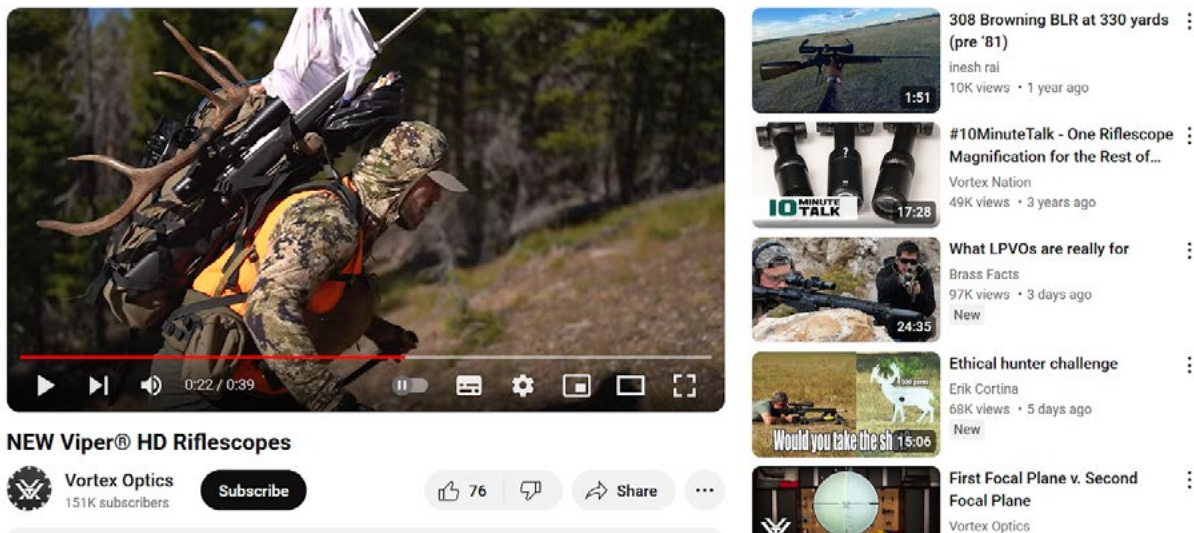 0:22 / 0:39
NEW Viper® HD Riflescopes
Vortex Optics
151K subscribers
Subscribe
76
Share
308 Browning BLR at 330 yards
(pre '81)
inesh rai
10K views • 1 year ago
1:51
#10MinuteTalk - One Riflescope
Magnification for the Rest of...
Vortex Nation
49K views • 3 years ago
?
10 MINUTE
TALK
17:28
What LPVOs are really for
Brass Facts
97K views • 3 days ago
New
24:35
Ethical hunter challenge
Erik Cortina
68K views • 5 days ago
New
Would you take the sh
15:06
First Focal Plane v. Second
Focal Plane
Vortex Optics